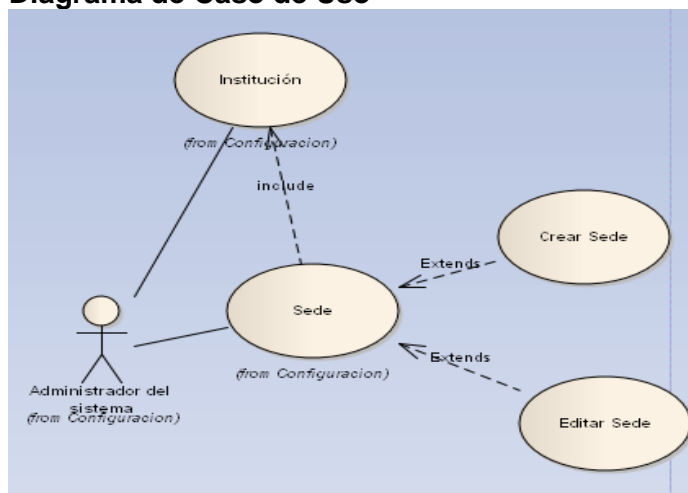 Diagrama de Caso de Uso
Institución
(from Configuracion)
include
Crear Sede
Extends
Sede
(from Configuracion)
Extends
Administrador del
sistema
(from Configuracion)
Editar Sede